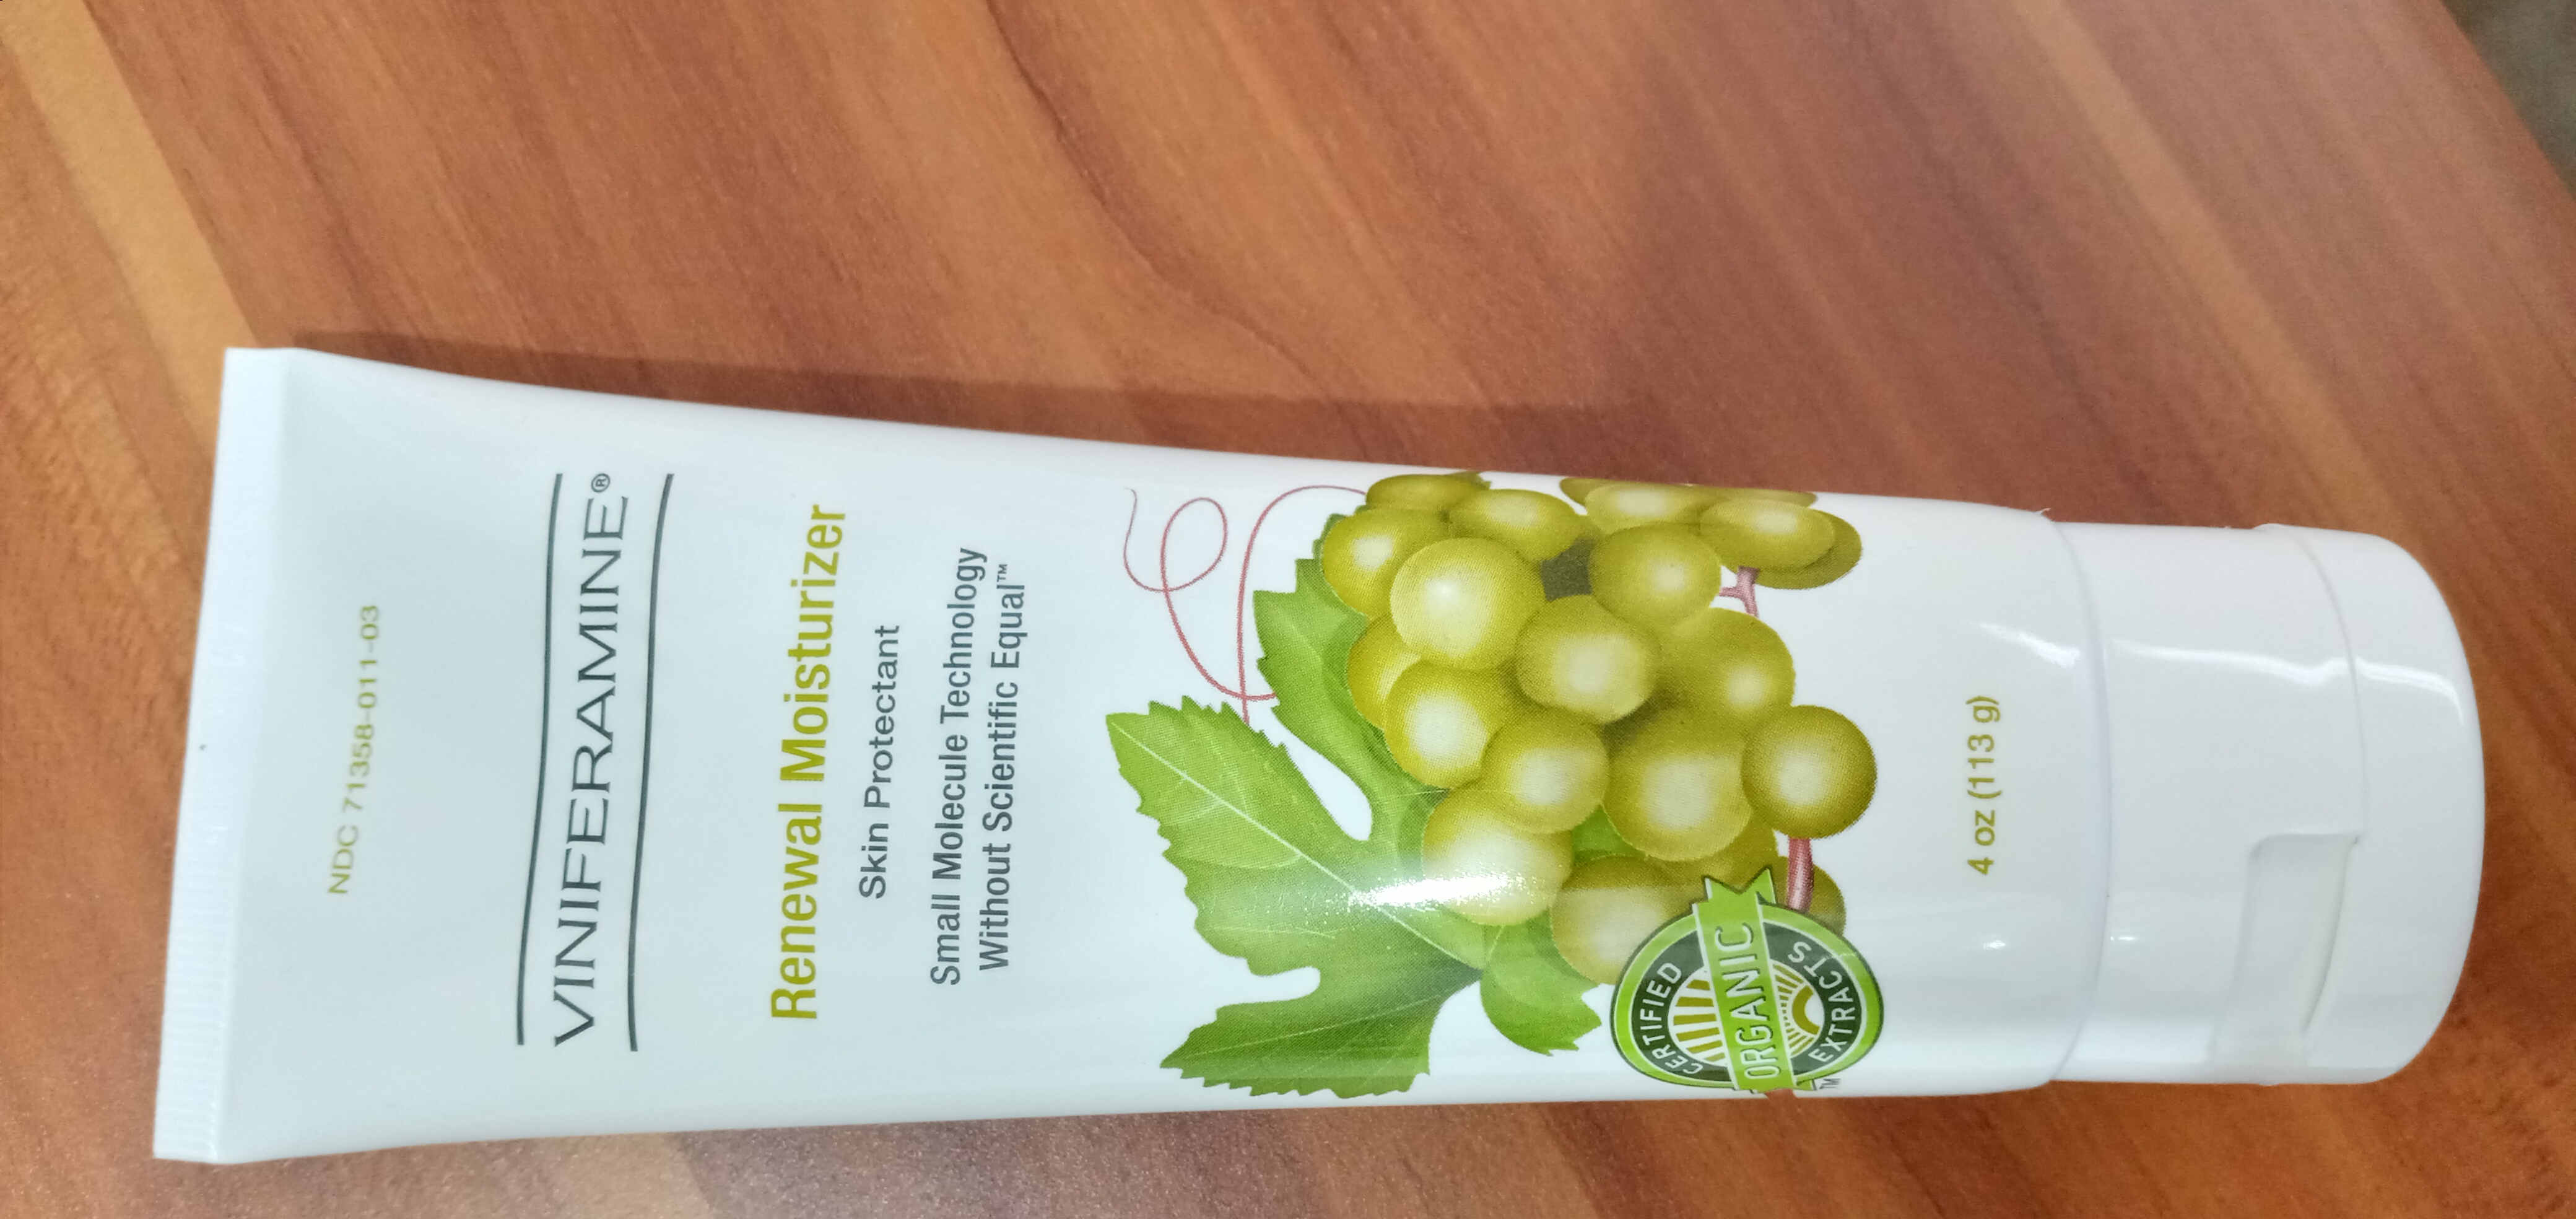 NDC 71358-011-03
VINIFERAMINE®
Renewal Moisturizer
Skin Protectant
Small Molecule Technology
Without Scientific Equal™
CERTIFIED
ORGANIC
EXTRACTS
TM
4 oz (113 g)